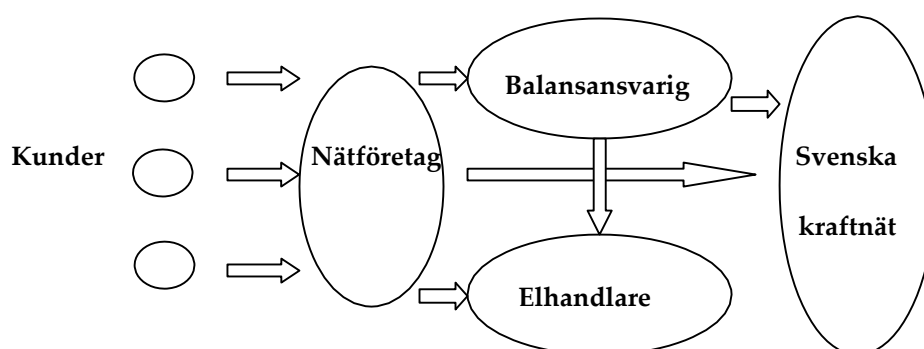 Balansansvarig
Kunder
Nätföretag
Svenska
kraftnät
Elhandlare